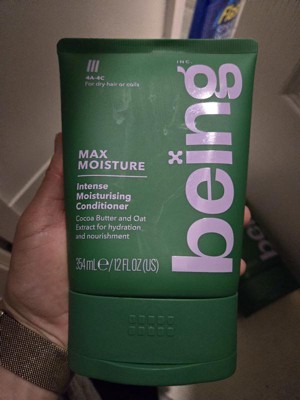 4A-4C
For dry hair or coils
INC.
being
MAX
MOISTURE
Intense
Moisturising
Conditioner
Cocoa Butter and Oat
Extract for hydration
and nourishment
354 mL℮/12 FL OZ (US)